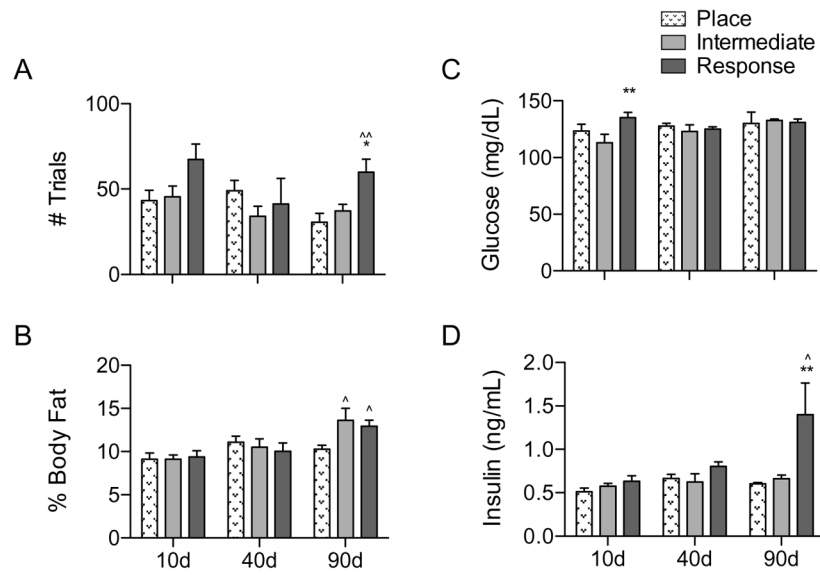 Place
Intermediate
Response
A
# Trials
100
50
0
^^
*
B
% Body Fat
20
15
10
5
0
^
^
10d
40d
90d
C
Glucose (mg/dL)
150
100
50
0
**
D
Insulin (ng/mL)
2.0
1.5
1.0
0.5
0.0
^
**
10d
40d
90d